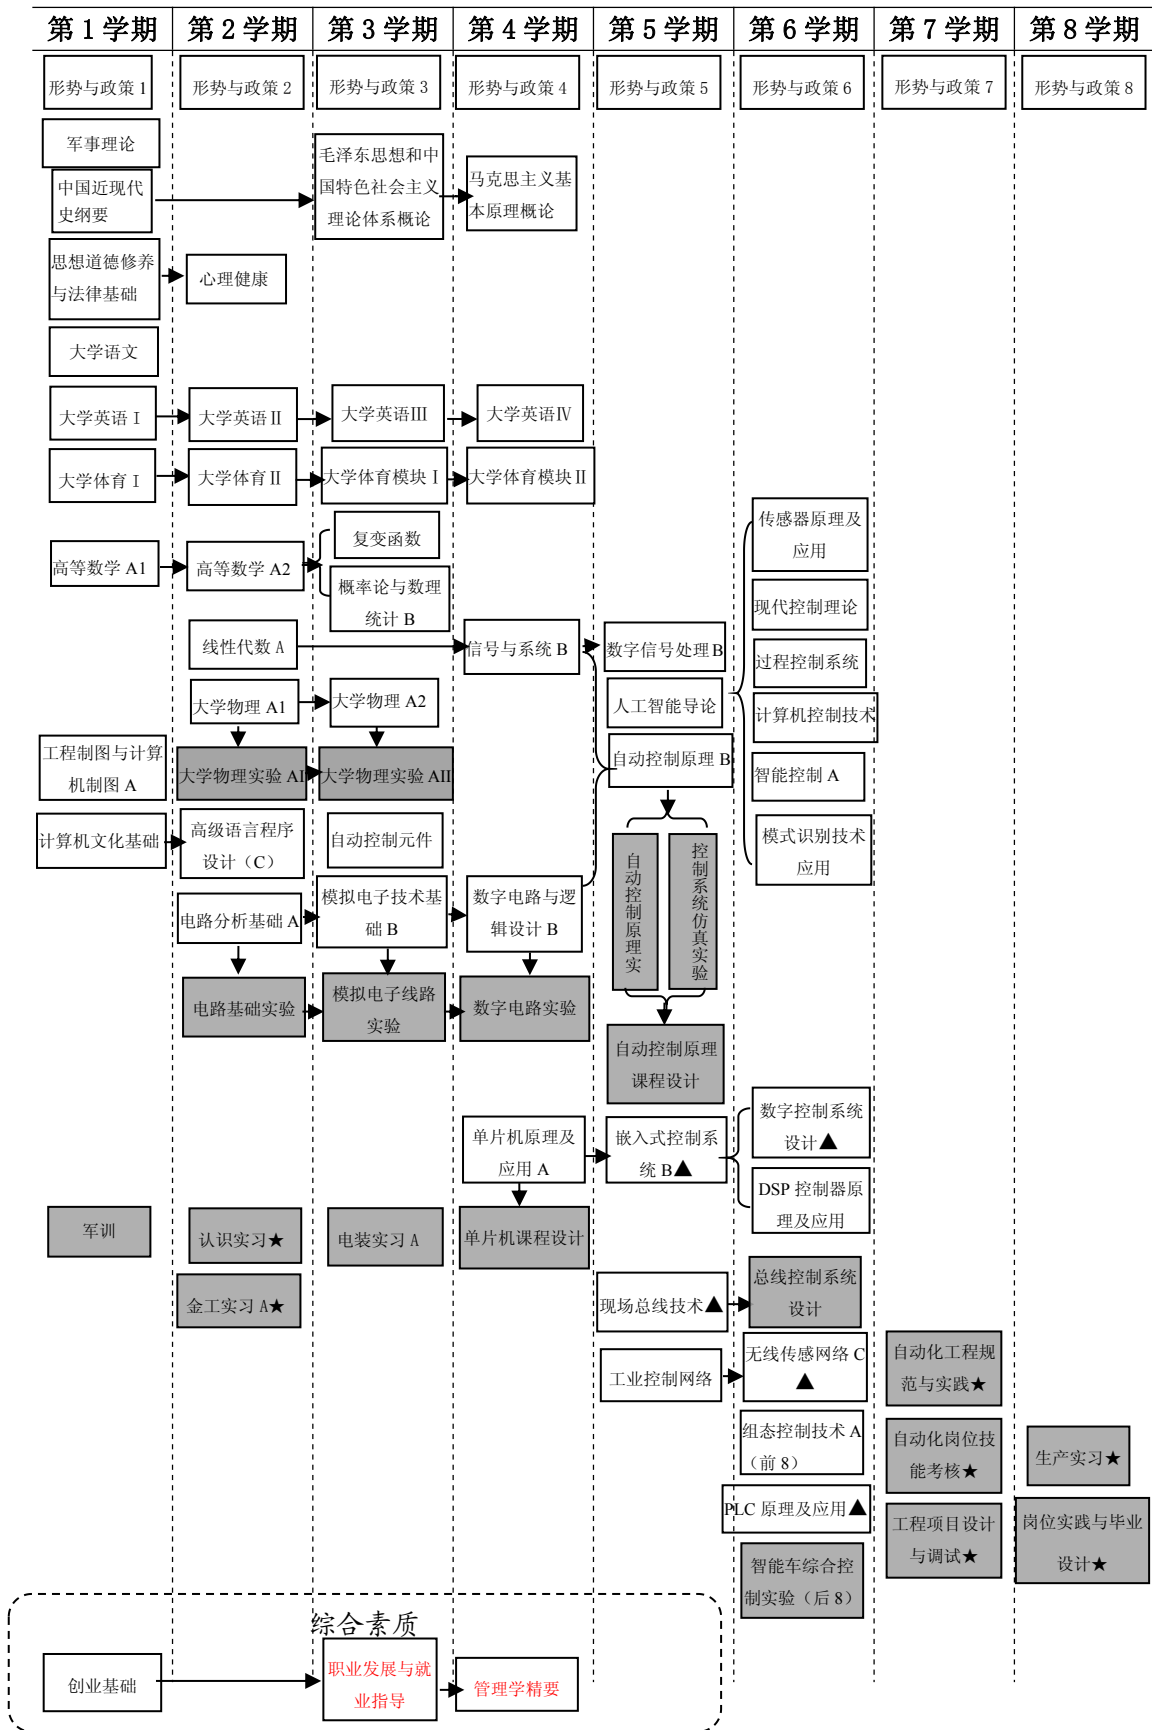 第1学期 第2学期 第3学期 第4学期 第5学期 第6学期 第7学期 第8学期
形势与政策1 形势与政策2 形势与政策3 形势与政策4 形势与政策5 形势与政策6 形势与政策7 形势与政策8
军事理论
中国近现代
史纲要
毛泽东思想和中
国特色社会主义
理论体系概论
马克思主义基
本原理概论
思想道德修养
与法律基础
心理健康
大学语文
大学英语Ⅰ 大学英语Ⅱ 大学英语Ⅲ 大学英语Ⅳ
大学体育Ⅰ 大学体育Ⅱ 大学体育模块Ⅰ 大学体育模块Ⅱ
高等数学A1 高等数学A2
复变函数
概率论与数理
统计B
传感器原理及
应用
现代控制理论
线性代数A 信号与系统B 数字信号处理B
过程控制系统
大学物理A1 大学物理A2
人工智能导论
计算机控制技术
工程制图与计算
机制图A
大学物理实验AI 大学物理实验AII
自动控制原理B
智能控制A
计算机文化基础
高级语言程序
设计（C）
自动控制元件
模式识别技术
应用
自动控制原理实
控制系统仿真实验
电路分析基础A
模拟电子技术基
础B
数字电路与逻
辑设计B
电路基础实验
模拟电子线路
实验
数字电路实验
自动控制原理
课程设计
单片机原理及
应用A
嵌入式控制系
统B▲
数字控制系统
设计▲
DSP控制器原
理及应用
军训 认识实习★ 电装实习A 单片机课程设计
金工实习A★
现场总线技术▲
总线控制系统
设计
工业控制网络
无线传感网络C
▲
自动化工程规
范与实践★
组态控制技术A
（前8）
自动化岗位技
能考核★
生产实习★
PLC原理及应用▲
工程项目设计
与调试★
岗位实践与毕业
设计★
智能车综合控
制实验（后8）
综合素质
创业基础
职业发展与就
业指导
管理学精要